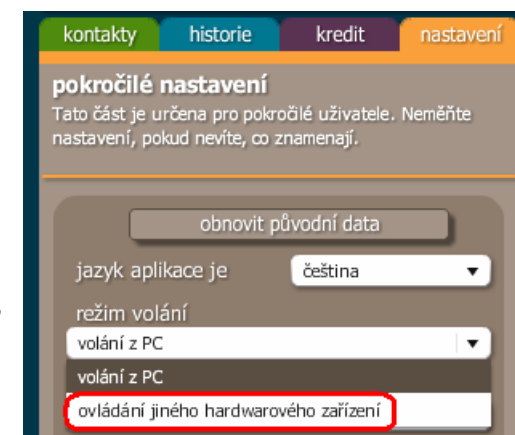 kontakty historie kredit nastavení
pokročilé nastavení
Tato část je určena pro pokročilé uživatele. Neměňte
nastavení, pokud nevíte, co znamenají.
obnovit původní data
jazyk aplikace je čeština
režim volání
volání z PC
volání z PC
ovládání jiného hardwarového zařízení